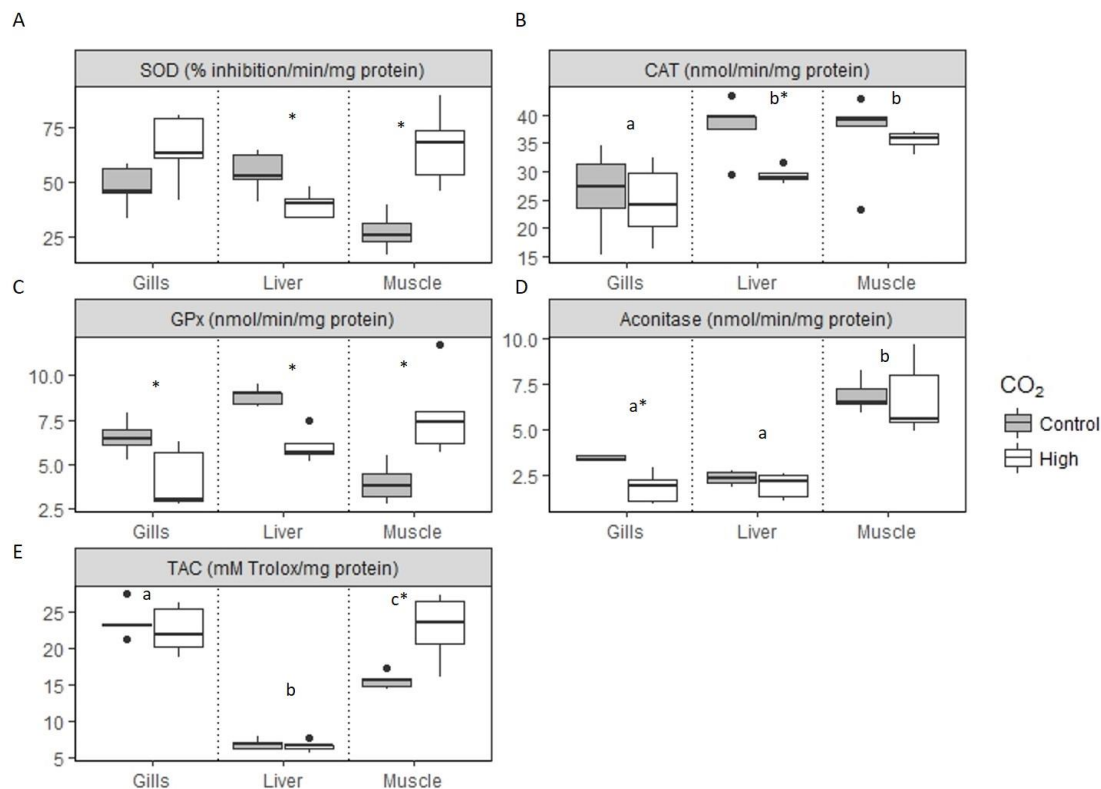 A
SOD (% inhibition/min/mg protein)
* *
75
50
25
Gills Liver Muscle
B
CAT (nmol/min/mg protein)
a b* b
40
35
30
25
20
15
Gills Liver Muscle
C
GPx (nmol/min/mg protein)
* * *
10.0
7.5
5.0
2.5
Gills Liver Muscle
D
Aconitase (nmol/min/mg protein)
a* a b
10.0
7.5
5.0
2.5
Gills Liver Muscle
CO₂
Control
High
E
TAC (mM Trolox/mg protein)
a b c*
25
20
15
10
5
Gills Liver Muscle